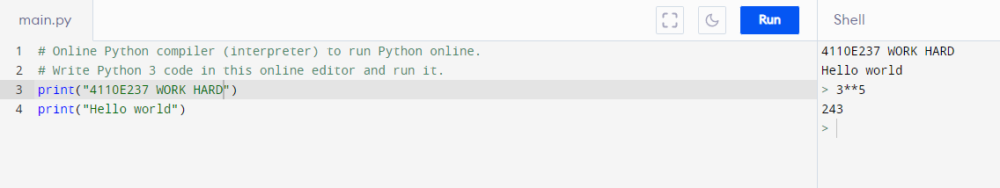 main.py
Run
Shell
1 # Online Python compiler (interpreter) to run Python online.
2 # Write Python 3 code in this online editor and run it.
3 print("4110E237 WORK HARD")
4 print("Hello world")
4110E237 WORK HARD
Hello world
> 3**5
243
>